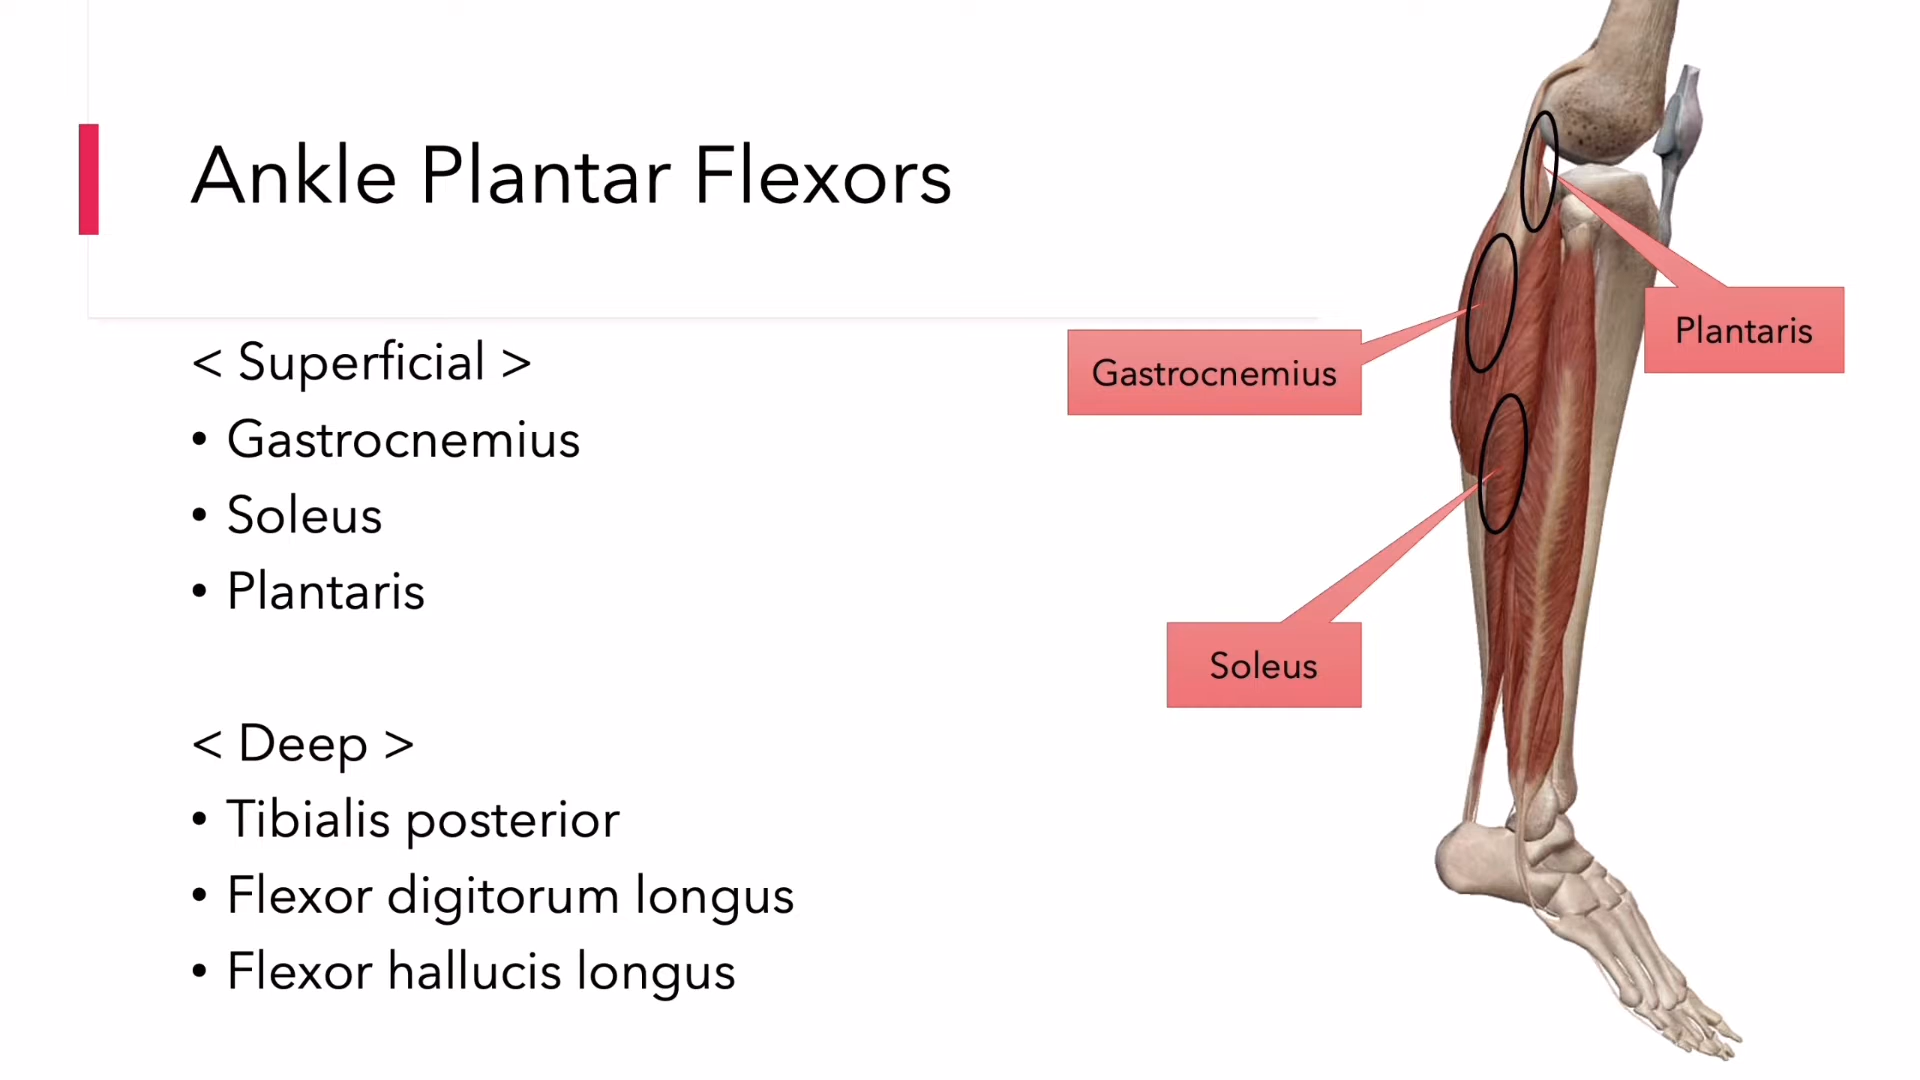 Ankle Plantar Flexors
< Superficial >
• Gastrocnemius
• Soleus
• Plantaris
< Deep >
• Tibialis posterior
• Flexor digitorum longus
• Flexor hallucis longus
Plantaris
Gastrocnemius
Soleus